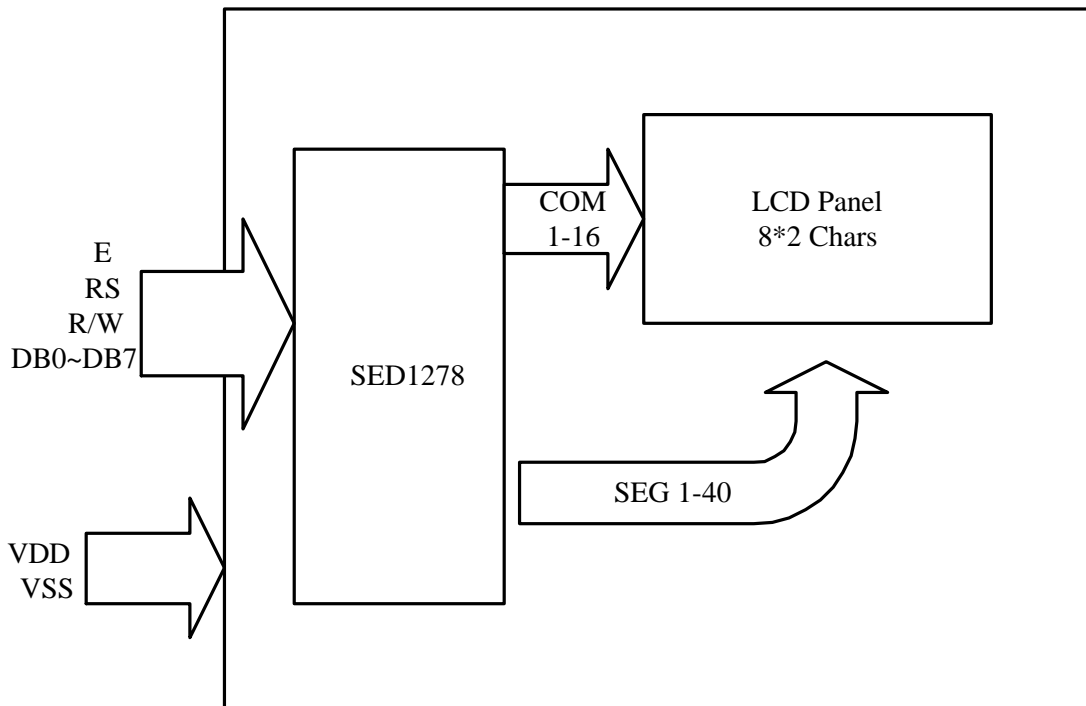 E
RS
R/W
DB0~DB7
VDD
VSS
SED1278
COM
1-16
LCD Panel
8*2 Chars
SEG 1-40